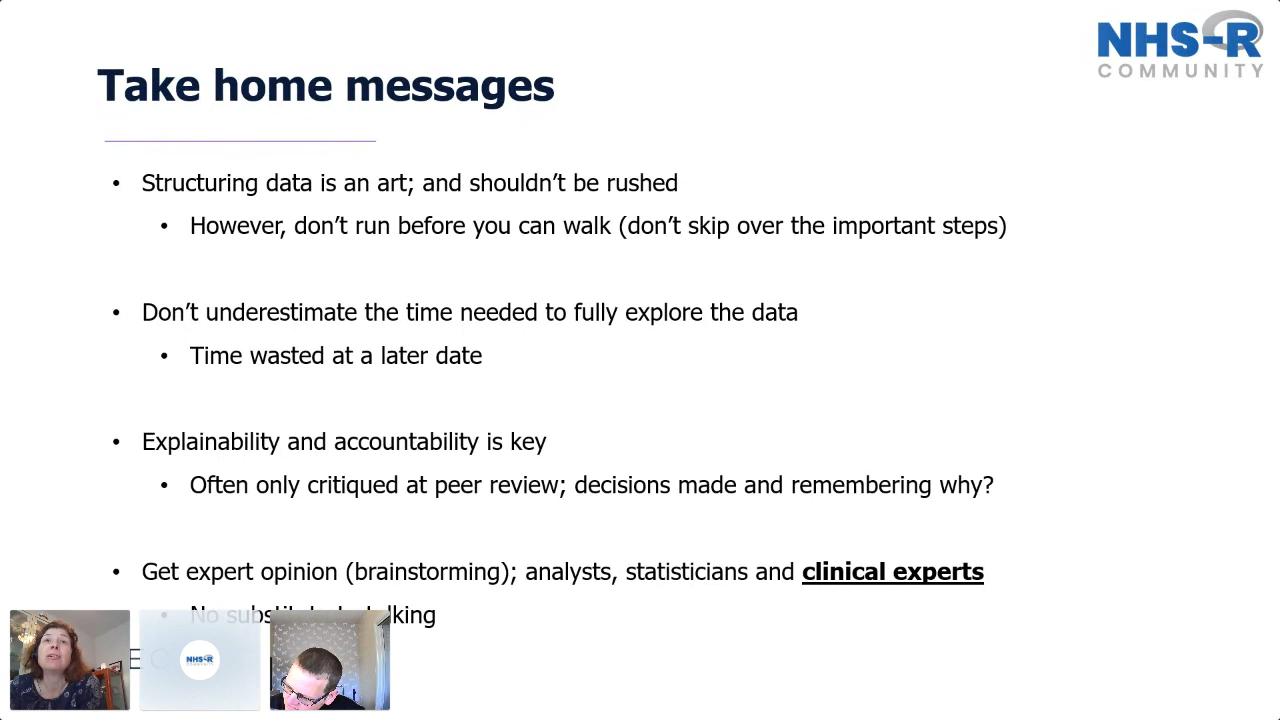 NHS-R
COMMUNITY
Take home messages
• Structuring data is an art; and shouldn’t be rushed
• However, don’t run before you can walk (don’t skip over the important steps)
• Don’t underestimate the time needed to fully explore the data
• Time wasted at a later date
• Explainability and accountability is key
• Often only critiqued at peer review; decisions made and remembering why?
• Get expert opinion (brainstorming); analysts, statisticians and clinical experts
• No
NHS-R
COMMUNITY